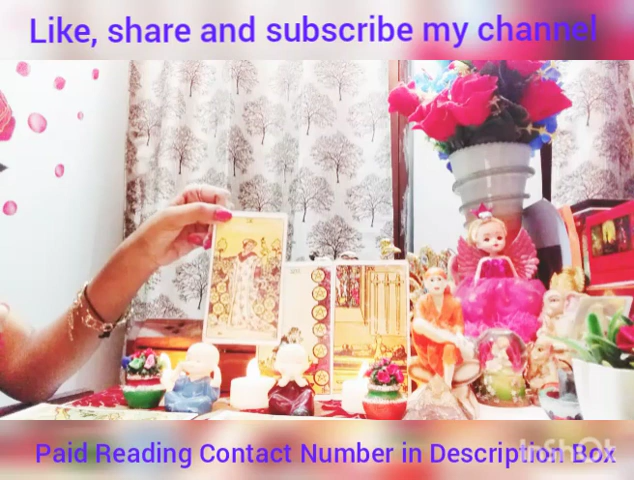 Like, share and subscribe my channel
Paid Reading Contact Number in Description Box
InShOt